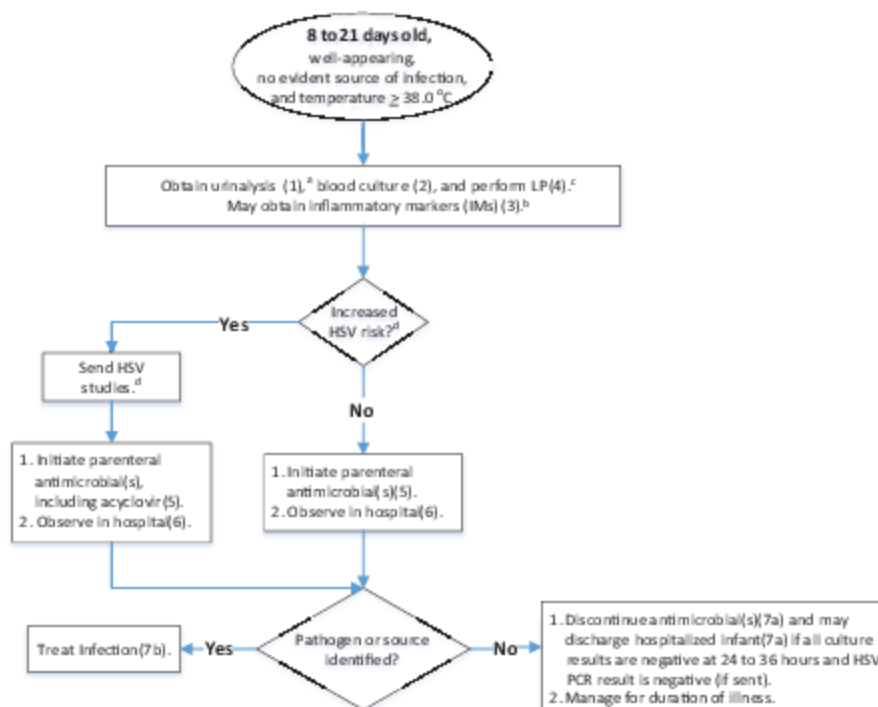 8 to 21 days old,
well-appearing,
no evident source of infection,
and temperature ≥ 38.0 °C
Obtain urinalysis (1),ᵃ blood culture (2), and perform LP(4).ᶜ
May obtain inflammatory markers (IMs) (3).ᵇ
Increased
HSV risk?ᵈ
Yes
Send HSV
studies.ᵈ
No
1. Initiate parenteral
antimicrobial(s),
including acyclovir(5).
2. Observe in hospital(6).
1. Initiate parenteral
antimicrobial(s)(5).
2. Observe in hospital(6).
Pathogen or source
identified?
Yes
Treat Infection(7b).
No
1. Discontinue antimicrobial(s)(7a) and may
discharge hospitalized infant(7a) if all culture
results are negative at 24 to 36 hours and HSV
PCR result is negative (if sent).
2. Manage for duration of illness.